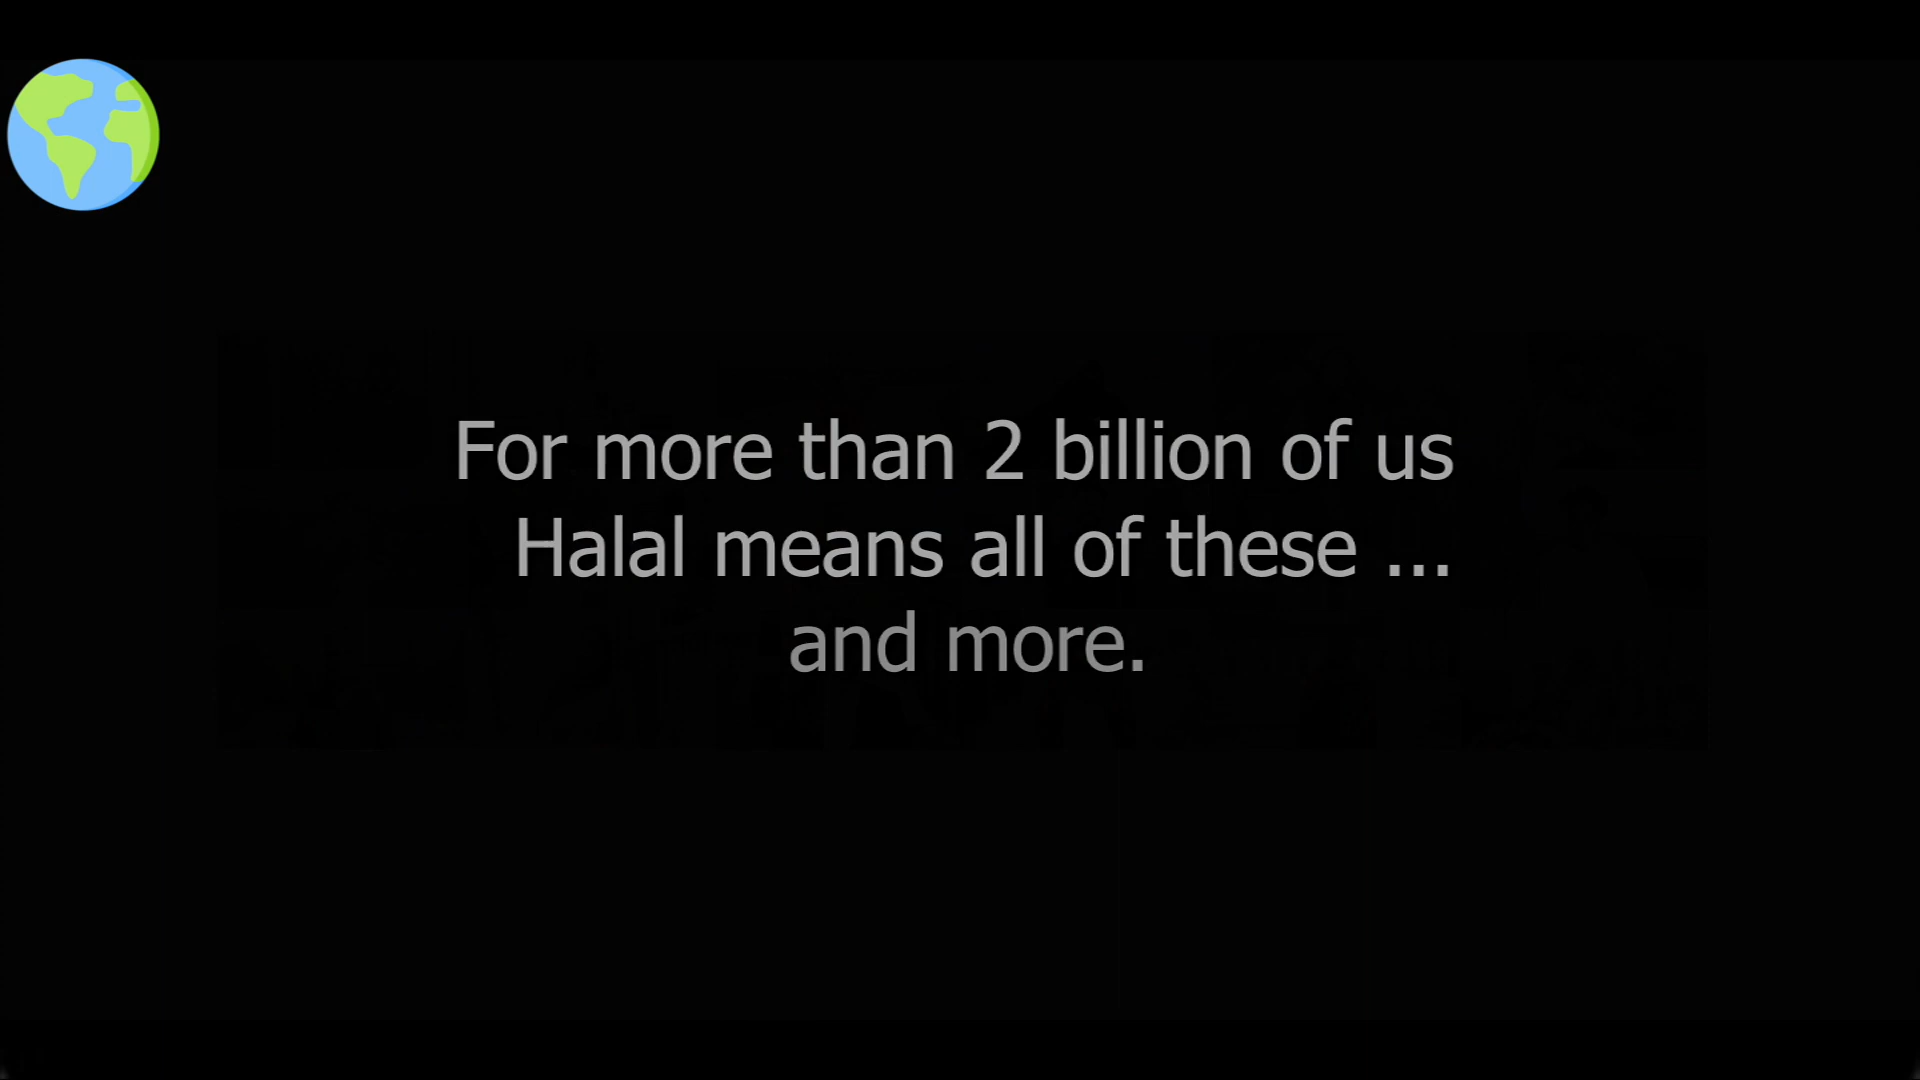 For more than 2 billion of us
Halal means all of these ...
and more.